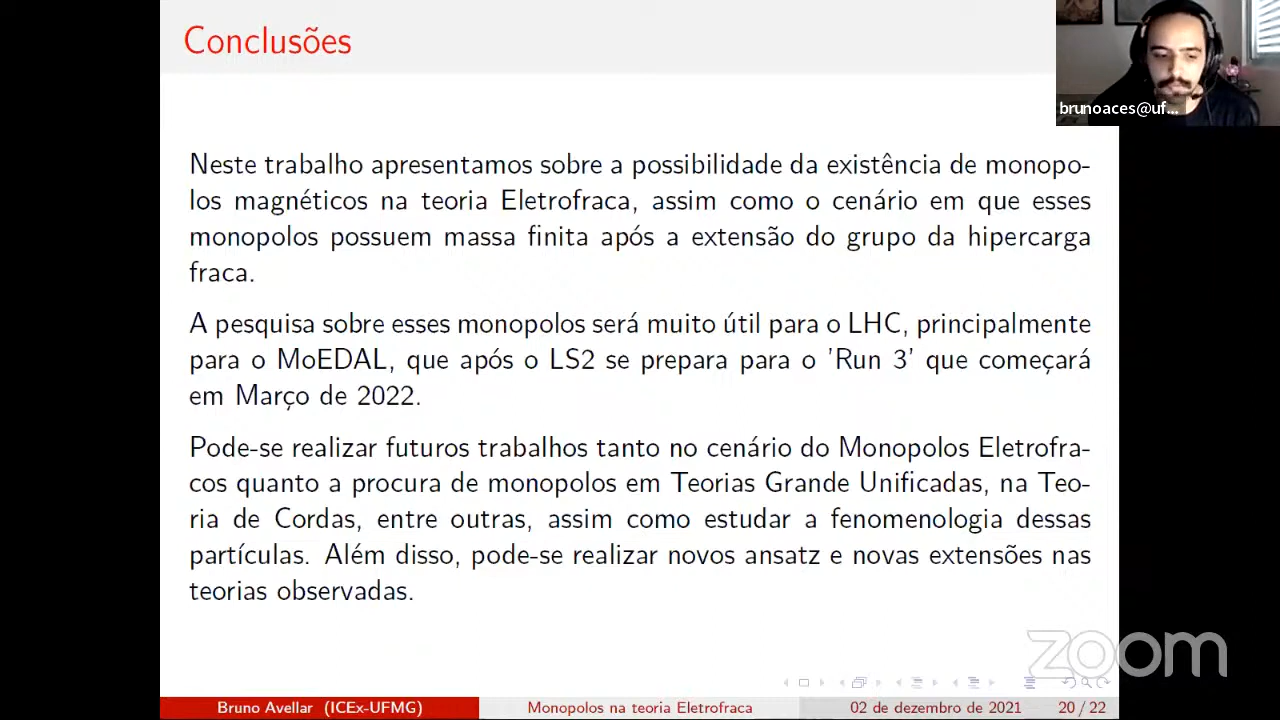 Conclusões
brunoaces@uf...
Neste trabalho apresentamos sobre a possibilidade da existência de monopo-
los magnéticos na teoria Eletrofraca, assim como o cenário em que esses
monopolos possuem massa finita após a extensão do grupo da hipercarga
fraca.
A pesquisa sobre esses monopolos será muito útil para o LHC, principalmente
para o MoEDAL, que após o LS2 se prepara para o 'Run 3' que começará
em Março de 2022.
Pode-se realizar futuros trabalhos tanto no cenário do Monopolos Eletrofra-
cos quanto a procura de monopolos em Teorias Grande Unificadas, na Teo-
ria de Cordas, entre outras, assim como estudar a fenomenologia dessas
partículas. Além disso, pode-se realizar novos ansatz e novas extensões nas
teorias observadas.
zoom
Bruno Avellar (ICEx-UFMG) Monopolos na teoria Eletrofraca 02 de dezembro de 2021 20 / 22